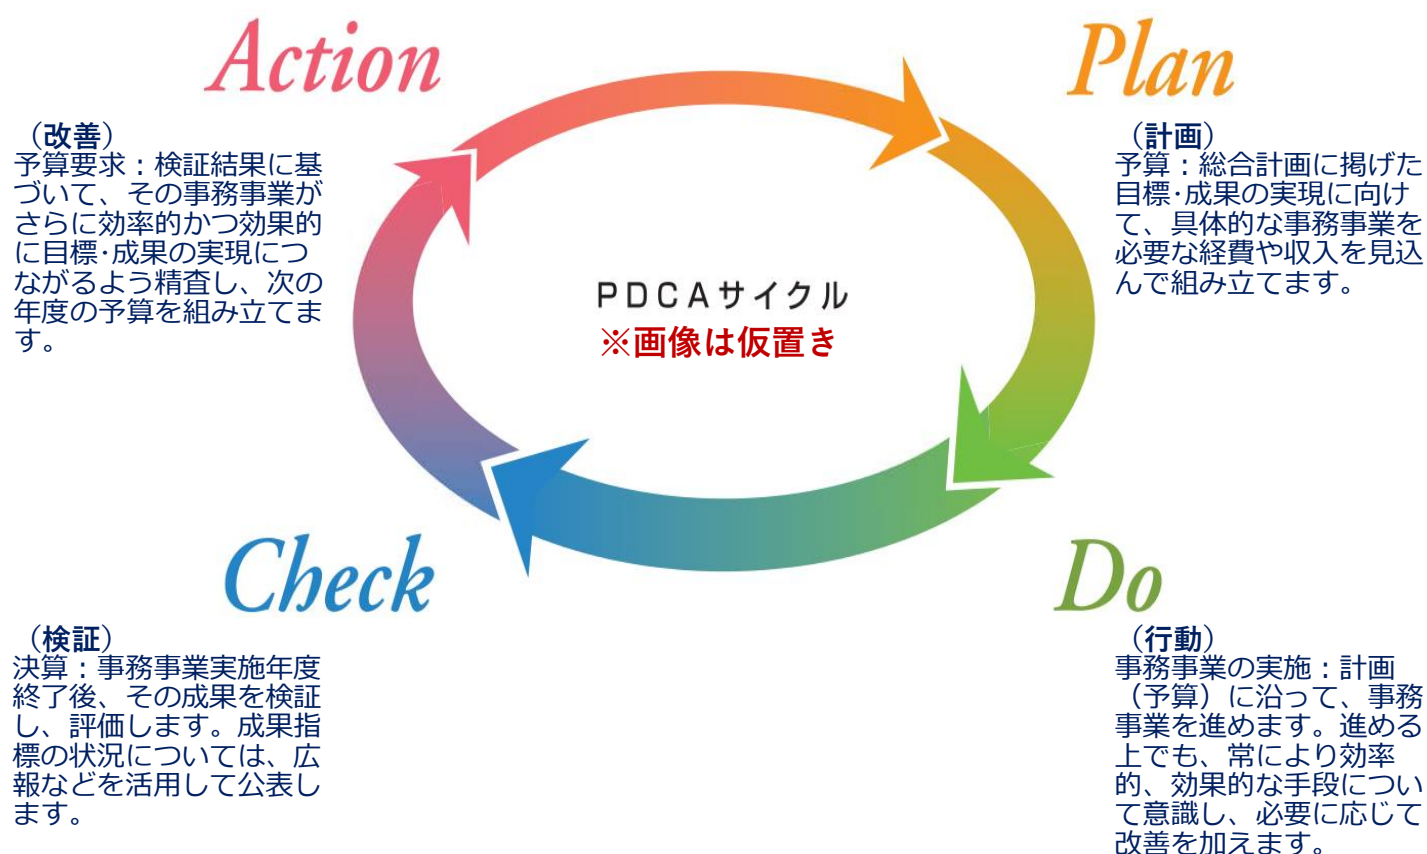 Action
（改善）
予算要求：検証結果に基
づいて、その事務事業が
さらに効率的かつ効果的
に目標･成果の実現につ
ながるよう精査し、次の
年度の予算を組み立てま
す。
Plan
（計画）
予算：総合計画に掲げた
目標･成果の実現に向け
て、具体的な事務事業を
必要な経費や収入を見込
んで組み立てます。
PDCAサイクル
※画像は仮置き
Check
（検証）
決算：事務事業実施年度
終了後、その成果を検証
し、評価します。成果指
標の状況については、広
報などを活用して公表し
ます。
Do
（行動）
事務事業の実施：計画
（予算）に沿って、事務
事業を進めます。進める
上でも、常により効率
的、効果的な手段につい
て意識し、必要に応じて
改善を加えます。